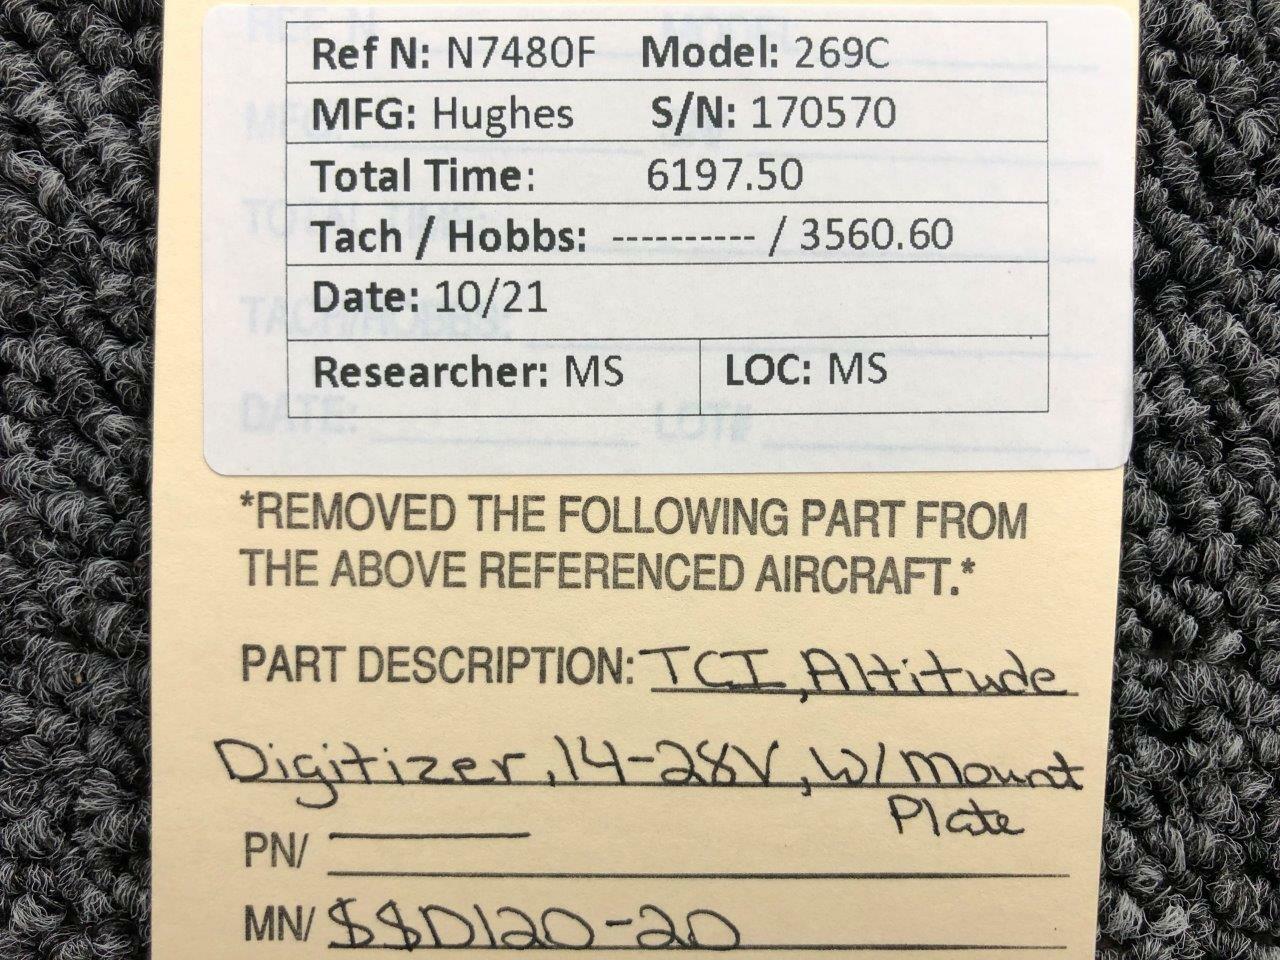 Ref N: N7480F Model: 269C
MFG: Hughes S/N: 170570
Total Time: 6197.50
Tach / Hobbs: ---------- / 3560.60
Date: 10/21
Researcher: MS LOC: MS
*REMOVED THE FOLLOWING PART FROM
THE ABOVE REFERENCED AIRCRAFT.*
PART DESCRIPTION: TCI, Altitude
Digitizer, 14-28V, W/ Mount
Plate
PN/
MN/ $$D120-20